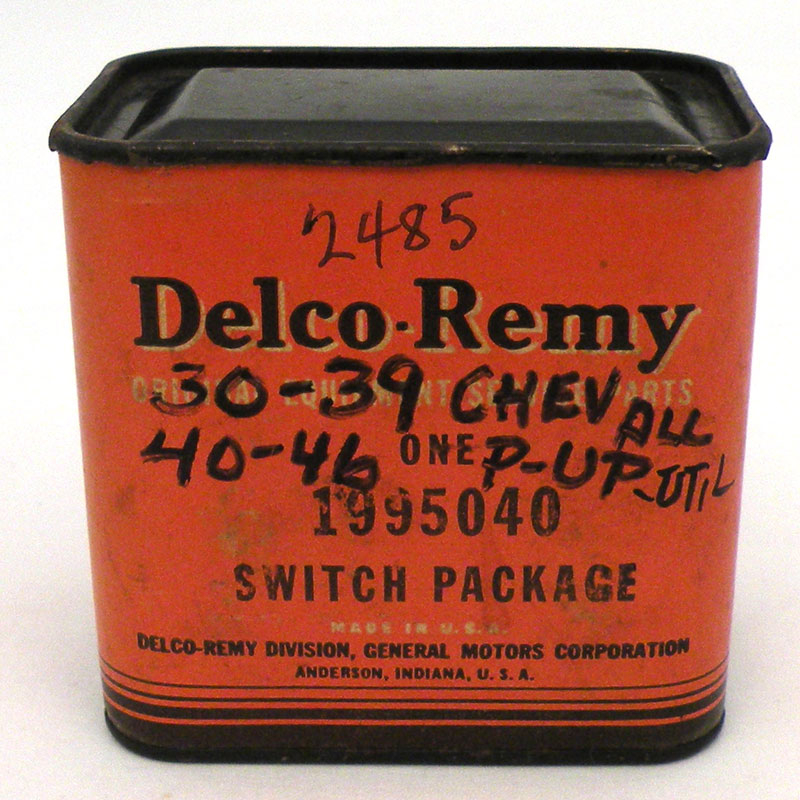 2485
Delco-Remy
ORIGINAL EQUIPMENT SERVICE PARTS
30-39 CHEV ALL
40-46 P-UP-UTIL
ONE
1995040
SWITCH PACKAGE
MADE IN U.S.A.
DELCO-REMY DIVISION, GENERAL MOTORS CORPORATION
ANDERSON, INDIANA, U.S.A.